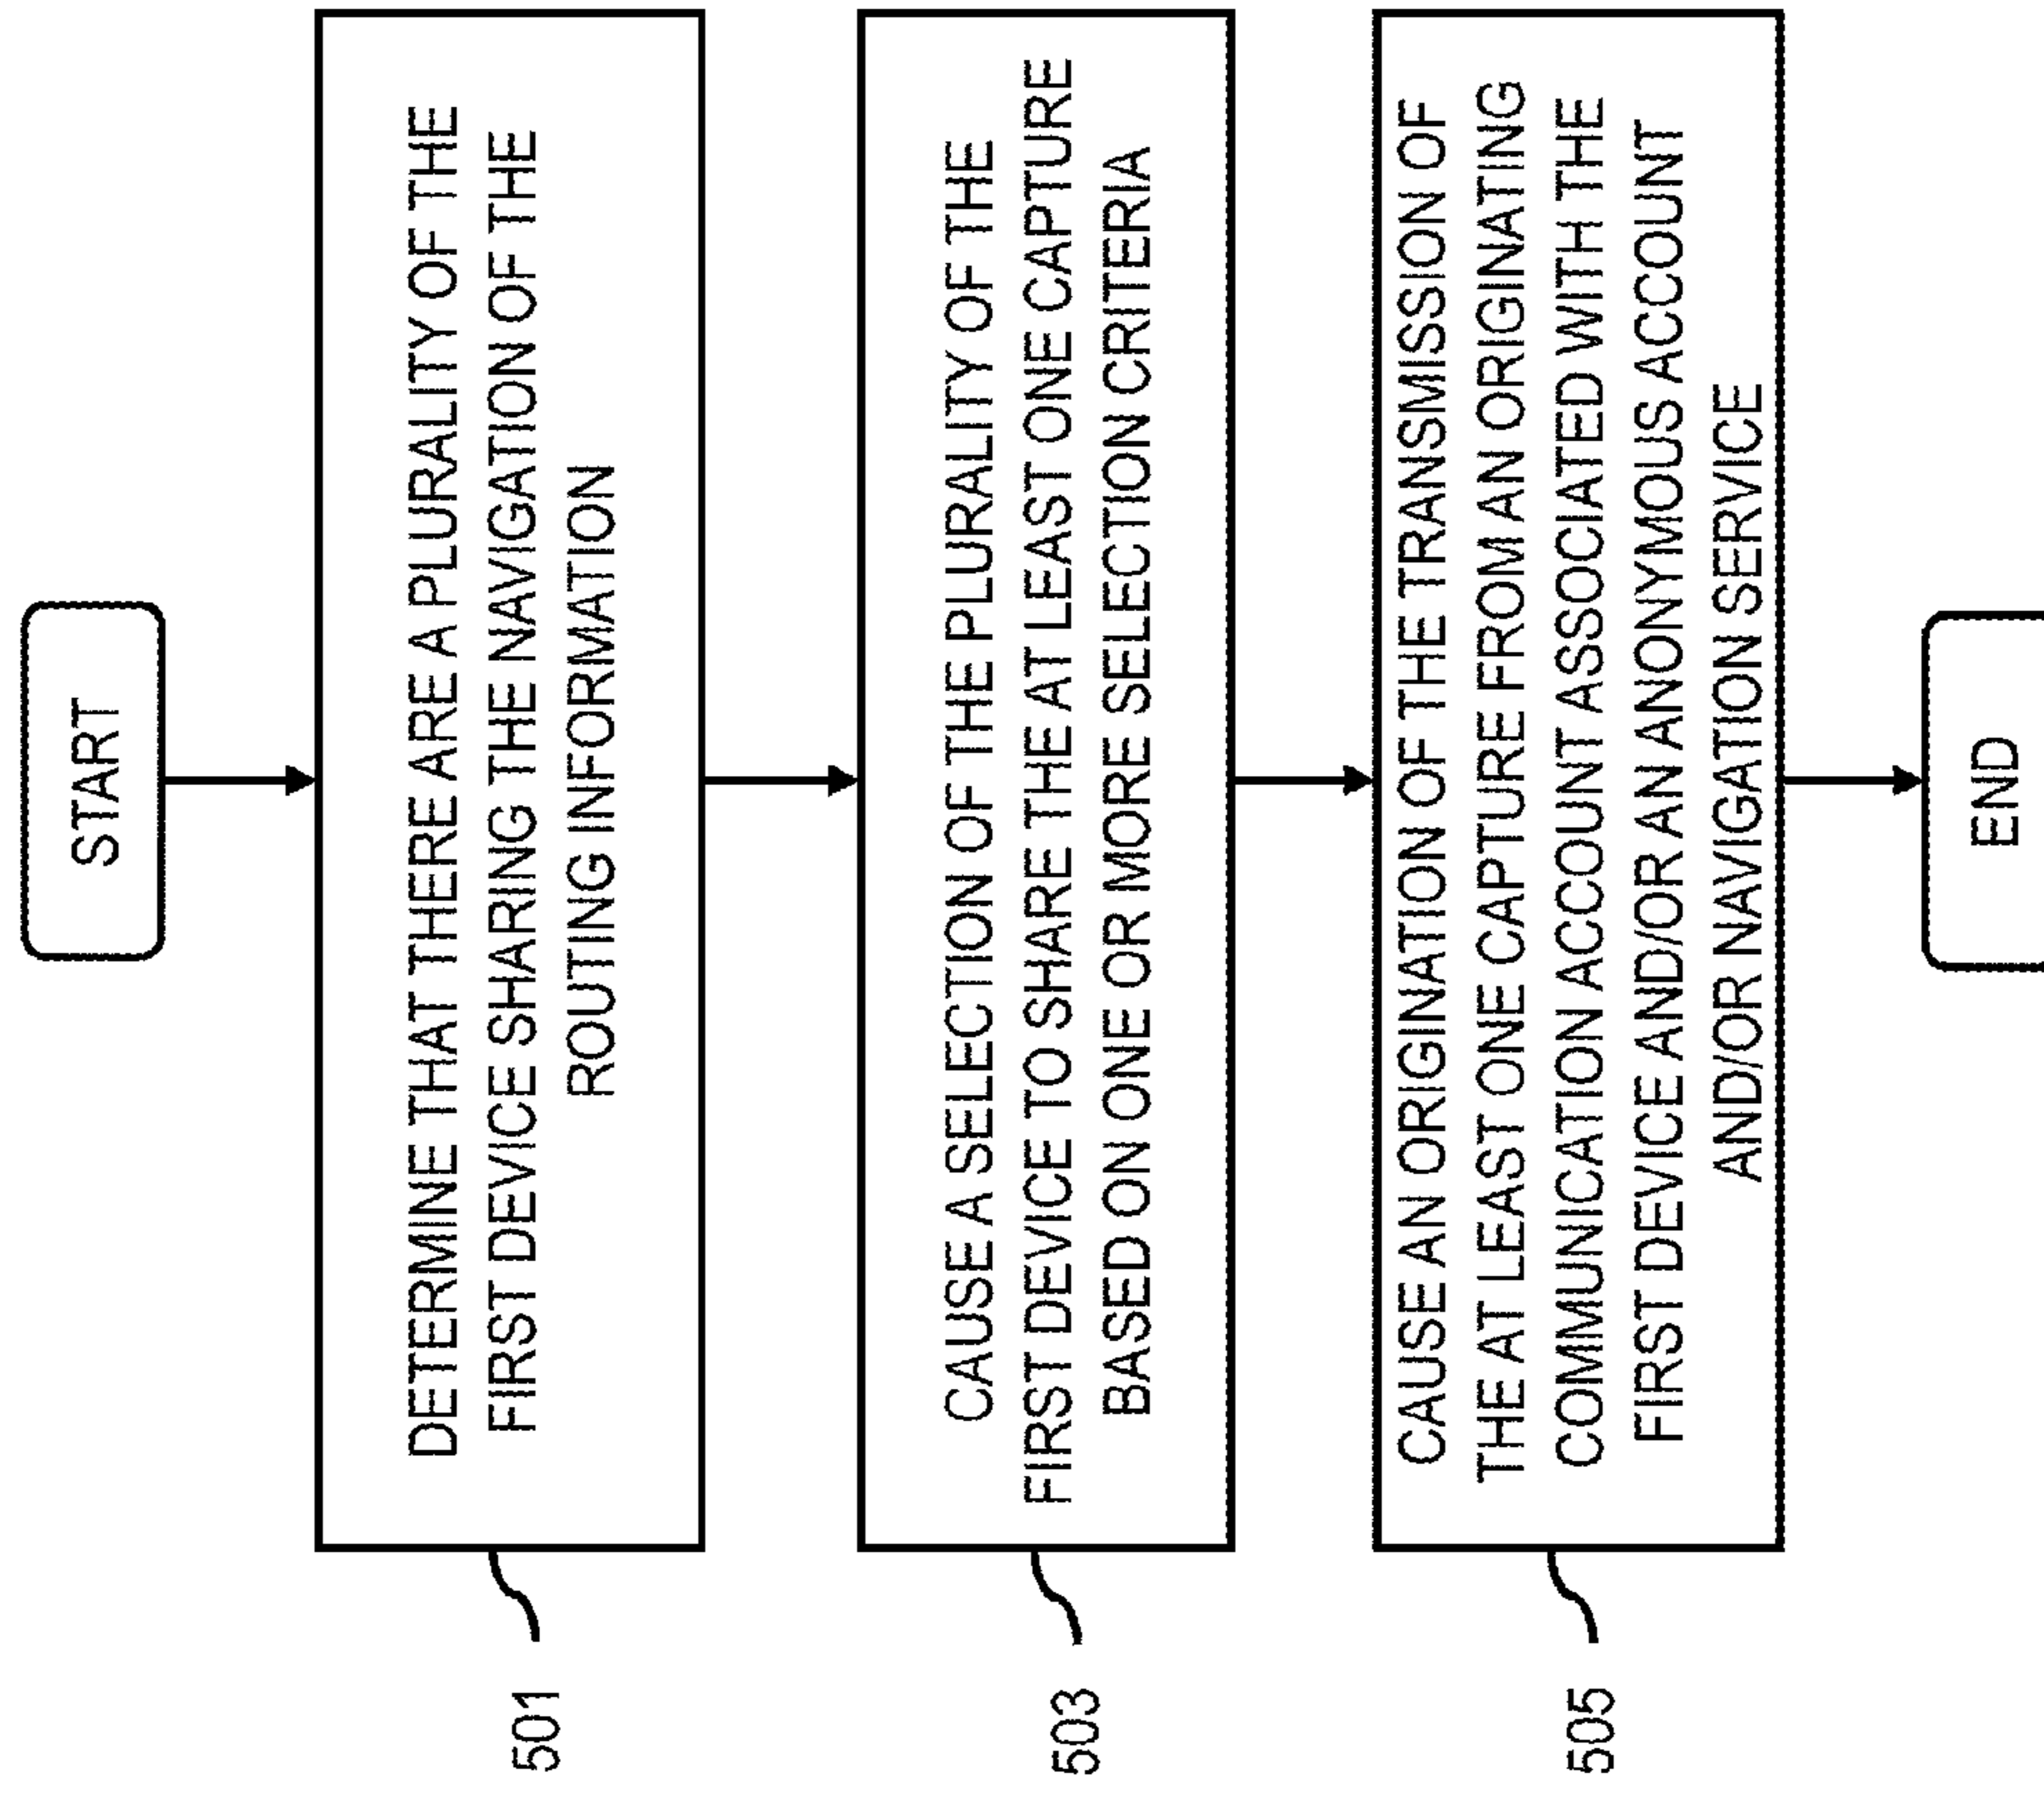 START
DETERMINE THAT THERE ARE A PLURALITY OF THE
FIRST DEVICE SHARING THE NAVIGATION OF THE
ROUTING INFORMATION
501
CAUSE A SELECTION OF THE PLURALITY OF THE
FIRST DEVICE TO SHARE THE AT LEAST ONE CAPTURE
BASED ON ONE OR MORE SELECTION CRITERIA
503
CAUSE AN ORIGINATION OF THE TRANSMISSION OF
THE AT LEAST ONE CAPTURE FROM AN ORIGINATING
COMMUNICATION ACCOUNT ASSOCIATED WITH THE
FIRST DEVICE AND/OR AN ANONYMOUS ACCOUNT
AND/OR NAVIGATION SERVICE
505
END